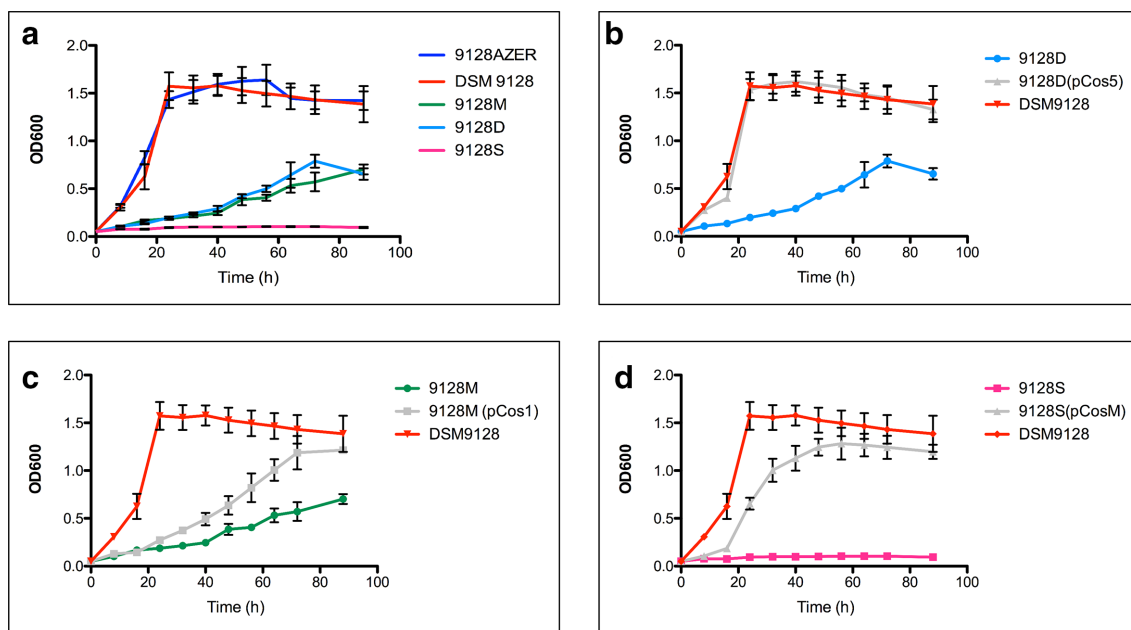 a
2.0
1.5
1.0
0.5
0.0
OD600
0 20 40 60 80 100
Time (h)
9128AZER
DSM 9128
9128M
9128D
9128S
b
2.0
1.5
1.0
0.5
0.0
OD600
0 20 40 60 80 100
Time (h)
9128D
9128D(pCos5)
DSM9128
c
2.0
1.5
1.0
0.5
0.0
OD600
0 20 40 60 80 100
Time (h)
9128M
9128M (pCos1)
DSM9128
d
2.0
1.5
1.0
0.5
0.0
OD600
0 20 40 60 80 100
Time (h)
9128S
9128S(pCosM)
DSM9128